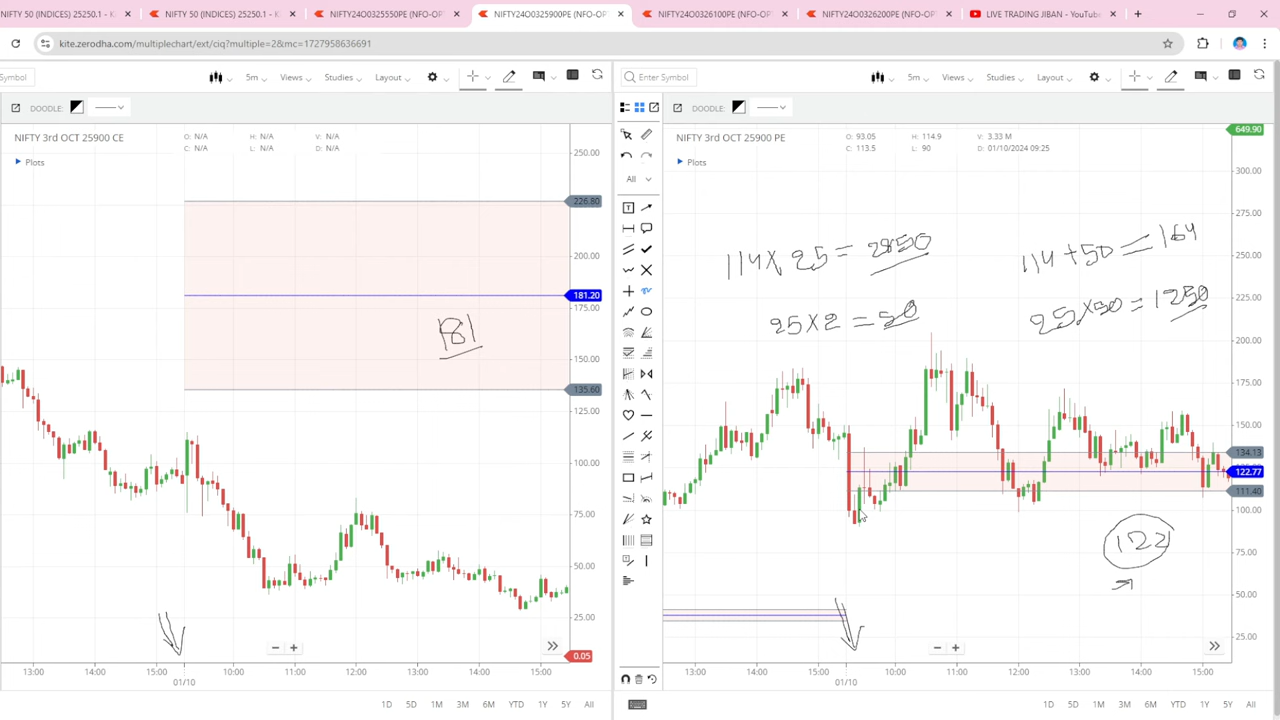 NIFTY 50 (INDICES) 25250.1 -
NIFTY 50 (INDICES) 25250.1 -
NIFTY24O0325550PE (NFO-OP
NIFTY24O0325900PE (NFO-OP
NIFTY24O0326100PE (NFO-OP
NIFTY24O0326200PE (NFO-OP
LIVE TRADING JIBAN - YouTube
kite.zerodha.com/multiplechart/ext/ciq?multiple=2&mc=1727958636691
Symbol
5m
Views
Studies
Layout
Enter Symbol
5m
Views
Studies
Layout
DOODLE:
DOODLE:
NIFTY 3rd OCT 25900 CE
O: N/A H: N/A V: N/A
C: N/A L: N/A D: N/A
Plots
NIFTY 3rd OCT 25900 PE
O: 93.05 H: 114.9 V: 3.33 M
C: 113.5 L: 90 D: 01/10/2024 09:25
Plots
All
250.00
226.80
200.00
181.20
175.00
150.00
135.60
125.00
100.00
75.00
50.00
25.00
0.05
181
649.90
300.00
275.00
250.00
225.00
200.00
175.00
150.00
134.13
122.77
111.40
100.00
75.00
50.00
25.00
114 x 25 = 2850
25 x 2 = 50
114 + 50 = 164
25 x 50 = 1250
122
13:00 14:00 15:00 10:00 11:00 12:00 13:00 14:00 15:00
01/10
13:00 14:00 15:00 10:00 11:00 12:00 13:00 14:00 15:00
01/10
1D 5D 1M 3M 6M YTD 1Y 5Y All
1D 5D 1M 3M 6M YTD 1Y 5Y All